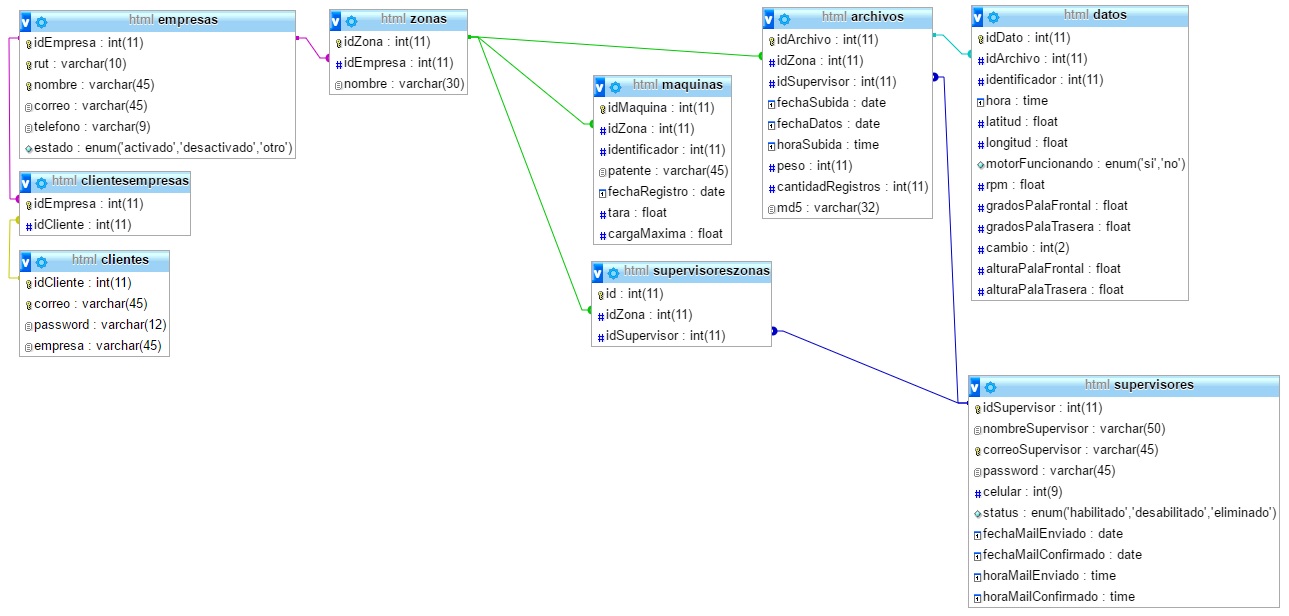 html empresas
idEmpresa : int(11)
rut : varchar(10)
nombre : varchar(45)
correo : varchar(45)
telefono : varchar(9)
estado : enum('activado','desactivado','otro')
html clientesempresas
idEmpresa : int(11)
idCliente : int(11)
html clientes
idCliente : int(11)
correo : varchar(45)
password : varchar(12)
empresa : varchar(45)
html zonas
idZona : int(11)
idEmpresa : int(11)
nombre : varchar(30)
html maquinas
idMaquina : int(11)
idZona : int(11)
identificador : int(11)
patente : varchar(45)
fechaRegistro : date
tara : float
cargaMaxima : float
html supervisoreszonas
id : int(11)
idZona : int(11)
idSupervisor : int(11)
html archivos
idArchivo : int(11)
idZona : int(11)
idSupervisor : int(11)
fechaSubida : date
fechaDatos : date
horaSubida : time
peso : int(11)
cantidadRegistros : int(11)
md5 : varchar(32)
html datos
idDato : int(11)
idArchivo : int(11)
identificador : int(11)
hora : time
latitud : float
longitud : float
motorFuncionando : enum('si','no')
rpm : float
gradosPalaFrontal : float
gradosPalaTrasera : float
cambio : int(2)
alturaPalaFrontal : float
alturaPalaTrasera : float
html supervisores
idSupervisor : int(11)
nombreSupervisor : varchar(50)
correoSupervisor : varchar(45)
password : varchar(45)
celular : int(9)
status : enum('habilitado','desabilitado','eliminado')
fechaMailEnviado : date
fechaMailConfirmado : date
horaMailEnviado : time
horaMailConfirmado : time